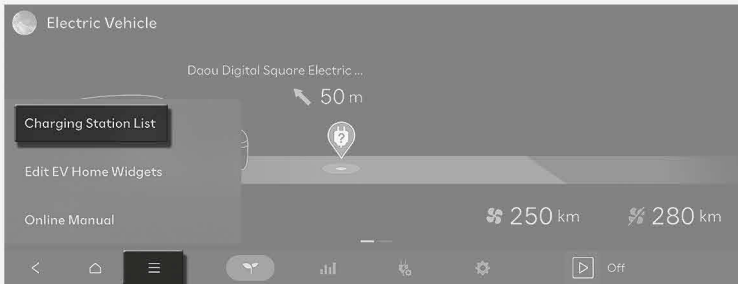 Electric Vehicle
Daou Digital Square Electric ...
50 m
Charging Station List
Edit EV Home Widgets
Online Manual
250 km
280 km
Off